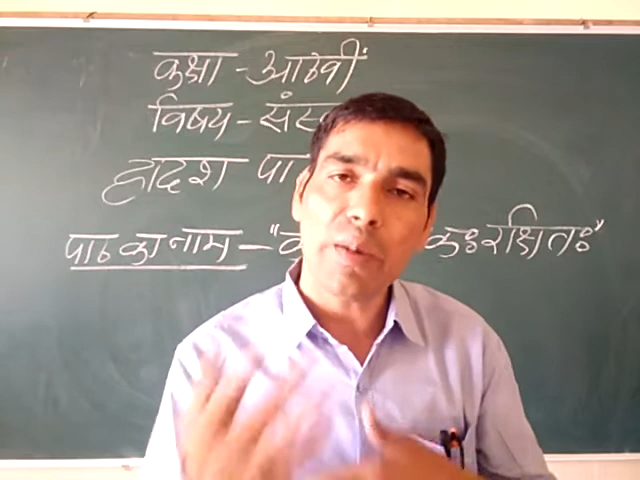 कक्षा - आठवीं
विषय - संस्
द्वादश पा
पाठ का नाम - "क कः रक्षितः"